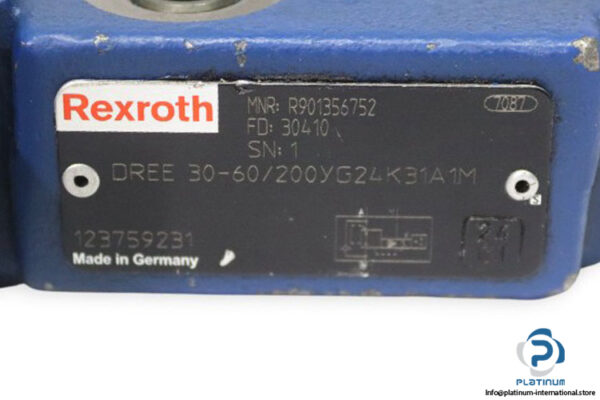 Rexroth
MNR: R901356752
7087
FD: 30410
SN: 1
DREE 30-60/200YG24K31A1M
S
123759231
Made in Germany
PLATINUM
https://platinum-international.store